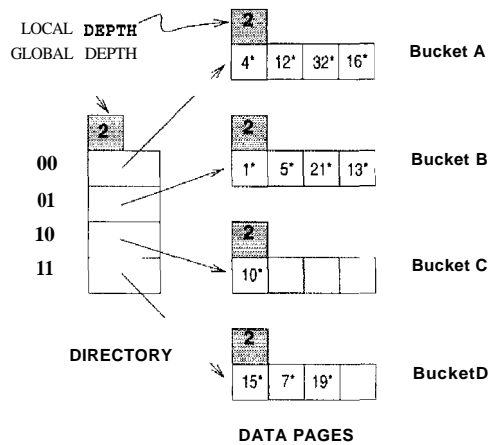 LOCAL DEPTH
GLOBAL DEPTH
2
4* 12* 32* 16*
Bucket A
2
00
01
10
11
2
1* 5* 21* 13*
Bucket B
2
10*
Bucket C
2
15* 7* 19*
BucketD
DIRECTORY
DATA PAGES